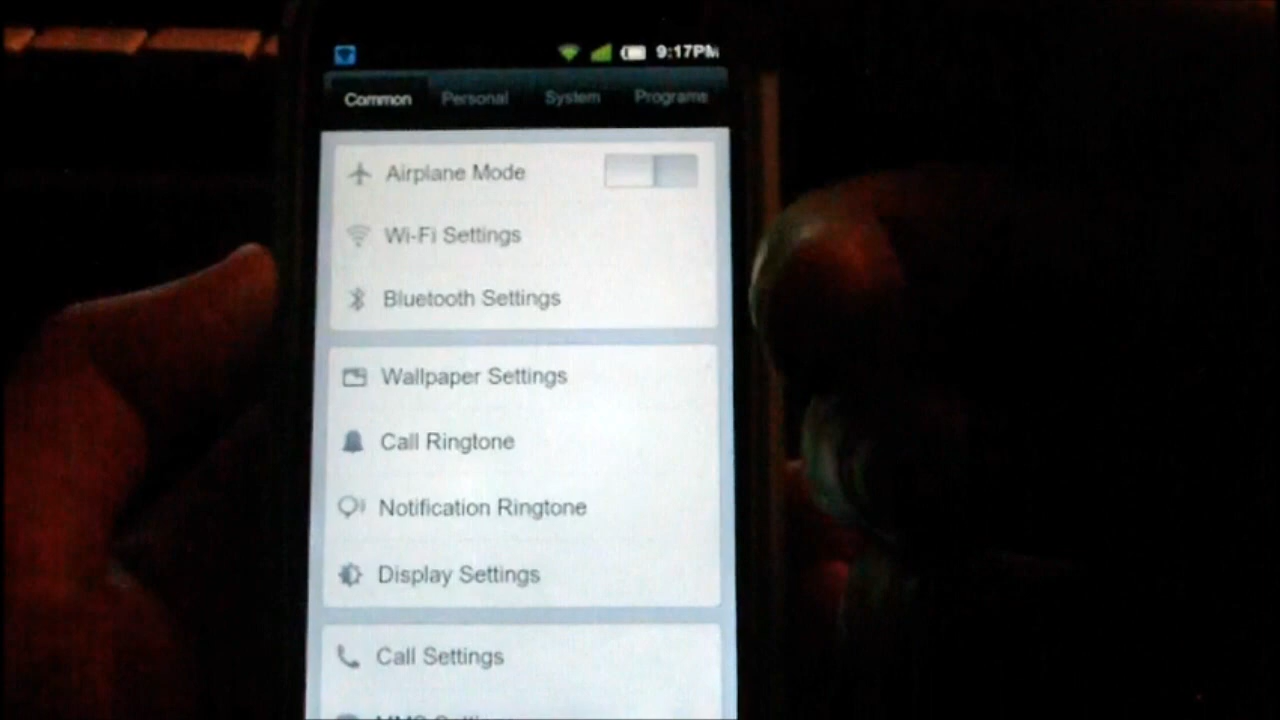 9:17PM
Common Personal System Programs
Airplane Mode
Wi-Fi Settings
Bluetooth Settings
Wallpaper Settings
Call Ringtone
Notification Ringtone
Display Settings
Call Settings